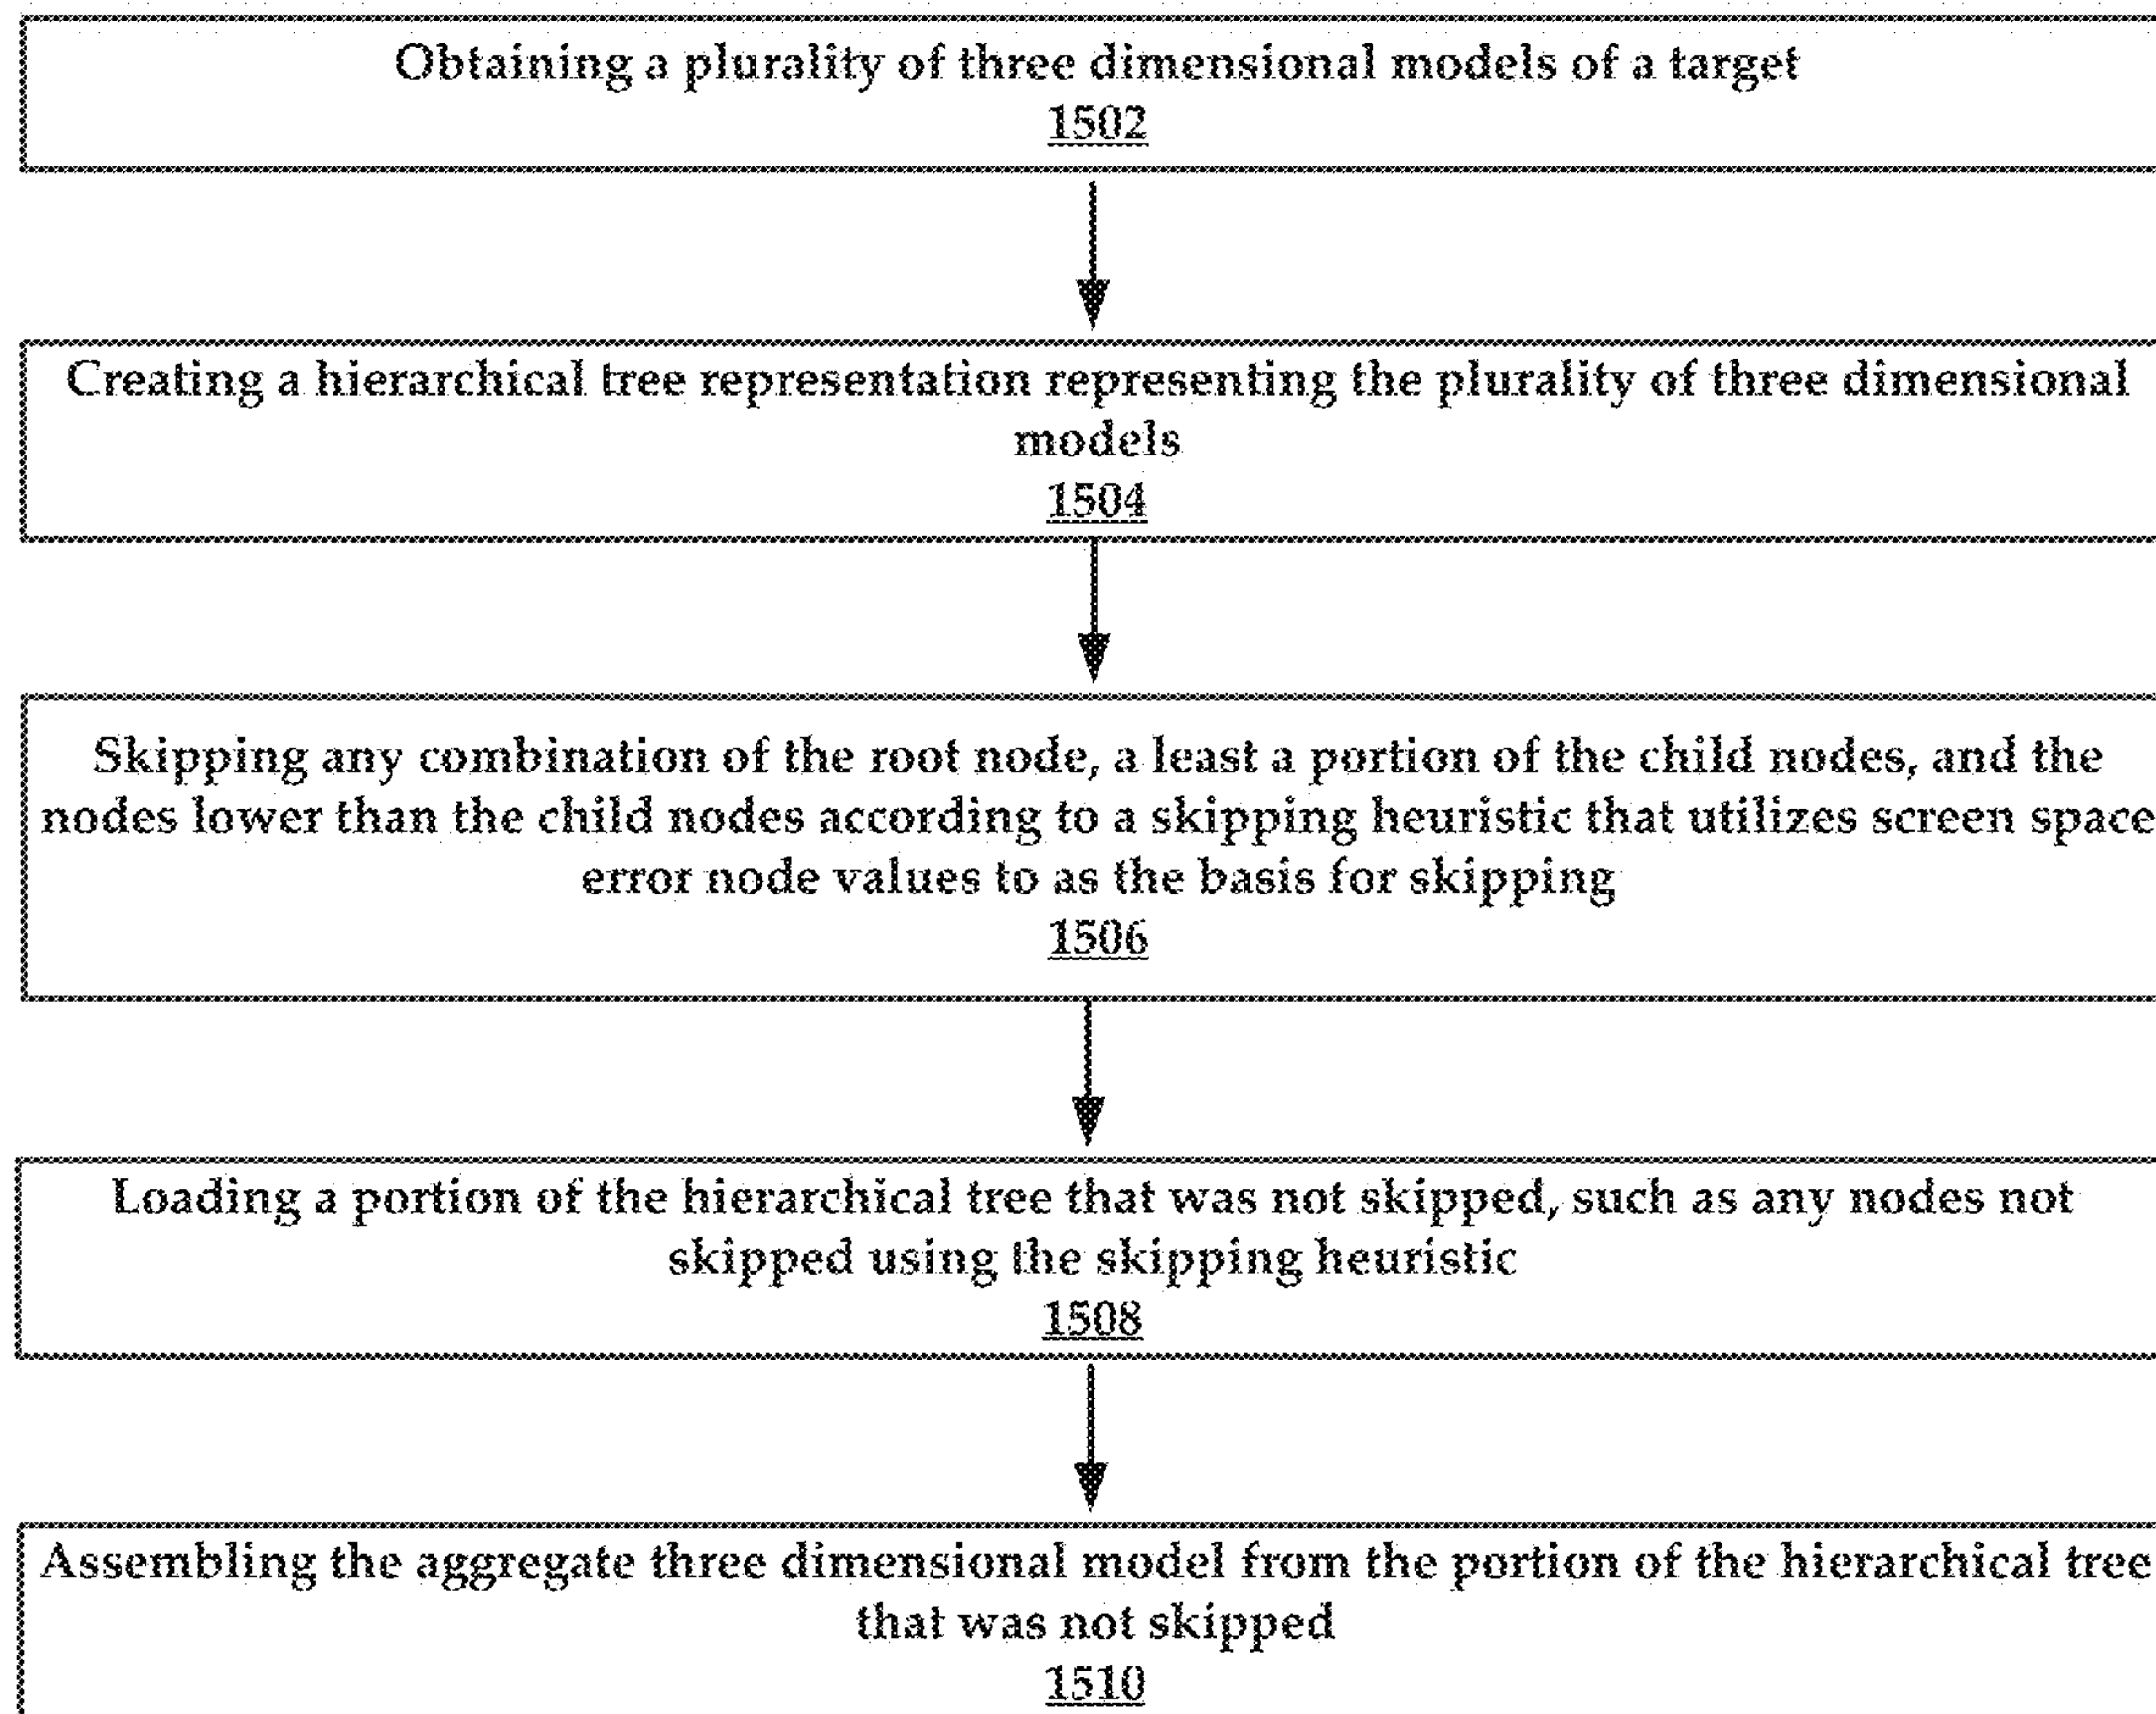 Obtaining a plurality of three dimensional models of a target
1502
Creating a hierarchical tree representation representing the plurality of three dimensional
models
1504
Skipping any combination of the root node, a least a portion of the child nodes, and the
nodes lower than the child nodes according to a skipping heuristic that utilizes screen space
error node values to as the basis for skipping
1506
Loading a portion of the hierarchical tree that was not skipped, such as any nodes not
skipped using the skipping heuristic
1508
Assembling the aggregate three dimensional model from the portion of the hierarchical tree
that was not skipped
1510